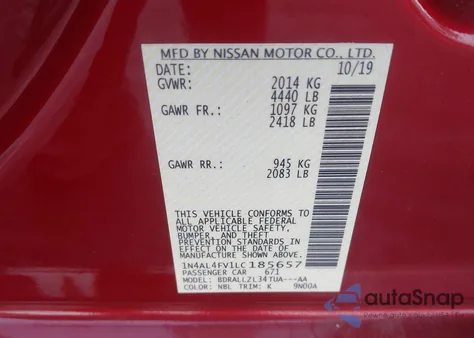 MFD BY NISSAN MOTOR CO., LTD.
DATE: 10/19
GVWR: 2014 KG
4440 LB
GAWR FR.: 1097 KG
2418 LB
GAWR RR.: 945 KG
2083 LB
THIS VEHICLE CONFORMS TO
ALL APPLICABLE FEDERAL
MOTOR VEHICLE SAFETY,
BUMPER, AND THEFT
PREVENTION STANDARDS
IN EFFECT ON THE DATE OF
MANUFACTURE SHOWN ABOVE.
1N4AL4FV1LC185657
PASSENGER CAR 671
MODEL: BDRALLZL34TUA---AA
COLOR: NBL TRIM: K 9N00A
autoSnap